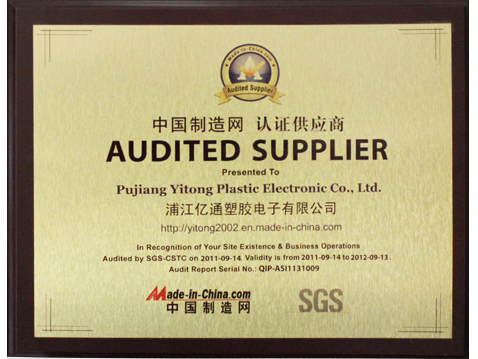 Made-in-China.com
Audited Supplier
中国制造网 认证供应商
AUDITED SUPPLIER
Presented To
Pujiang Yitong Plastic Electronic Co., Ltd.
浦江亿通塑胶电子有限公司
http://yitong2002.en.made-in-china.com
In Recognition of Your Site Existence & Business Operations
Audited by SGS-CSTC on 2011-09-14. Validity is from 2011-09-14 to 2012-09-13.
Audit Report Serial No.: QIP-ASI1131009
Made-in-China.com SGS
中国制造网